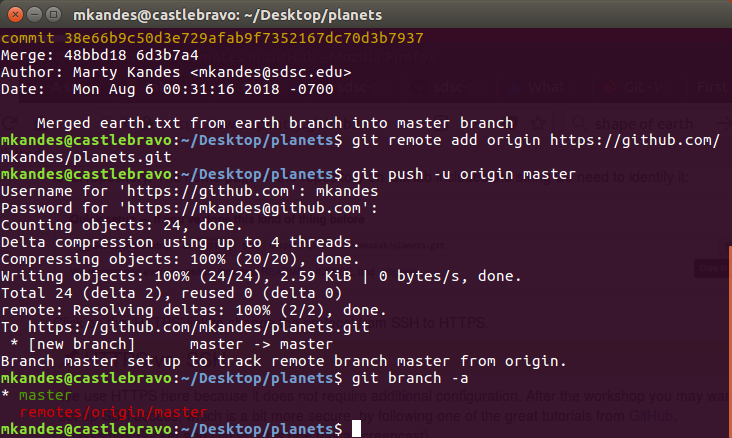 mkandes@castlebravo: ~/Desktop/planets
commit 38e66b9c50d3e729afab9f7352167dc70d3b7937
Merge: 48bbd18 6d3b7a4
Author: Marty Kandes <mkandes@sdsc.edu>
Date:   Mon Aug 6 00:31:16 2018 -0700
    Merged earth.txt from earth branch into master branch
mkandes@castlebravo:~/Desktop/planets$ git remote add origin https://github.com/
mkandes/planets.git
mkandes@castlebravo:~/Desktop/planets$ git push -u origin master
Username for 'https://github.com': mkandes
Password for 'https://mkandes@github.com':
Counting objects: 24, done.
Delta compression using up to 4 threads.
Compressing objects: 100% (20/20), done.
Writing objects: 100% (24/24), 2.59 KiB | 0 bytes/s, done.
Total 24 (delta 2), reused 0 (delta 0)
remote: Resolving deltas: 100% (2/2), done.
To https://github.com/mkandes/planets.git
 * [new branch]      master -> master
Branch master set up to track remote branch master from origin.
mkandes@castlebravo:~/Desktop/planets$ git branch -a
* master
  remotes/origin/master
mkandes@castlebravo:~/Desktop/planets$